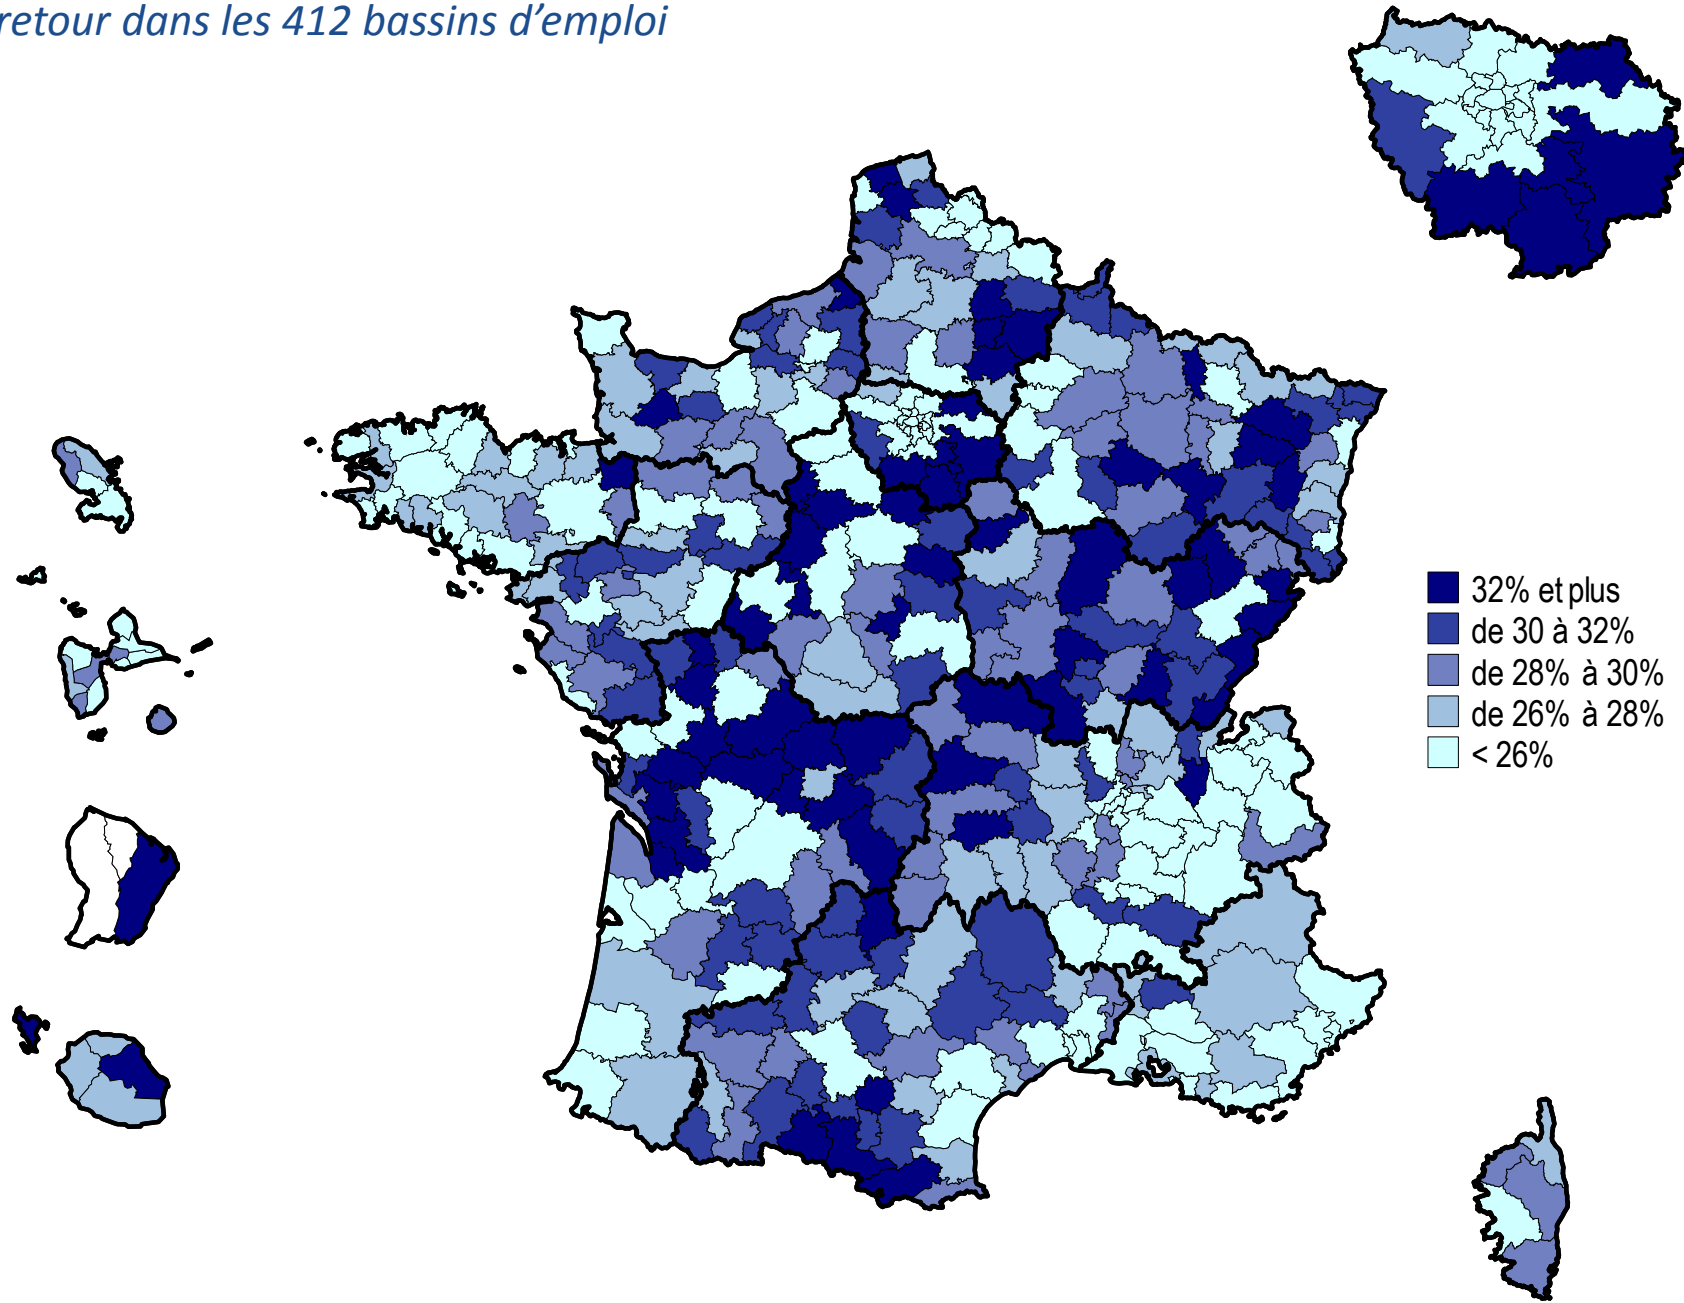 retour dans les 412 bassins d’emploi
32% et plus
de 30 à 32%
de 28% à 30%
de 26% à 28%
< 26%